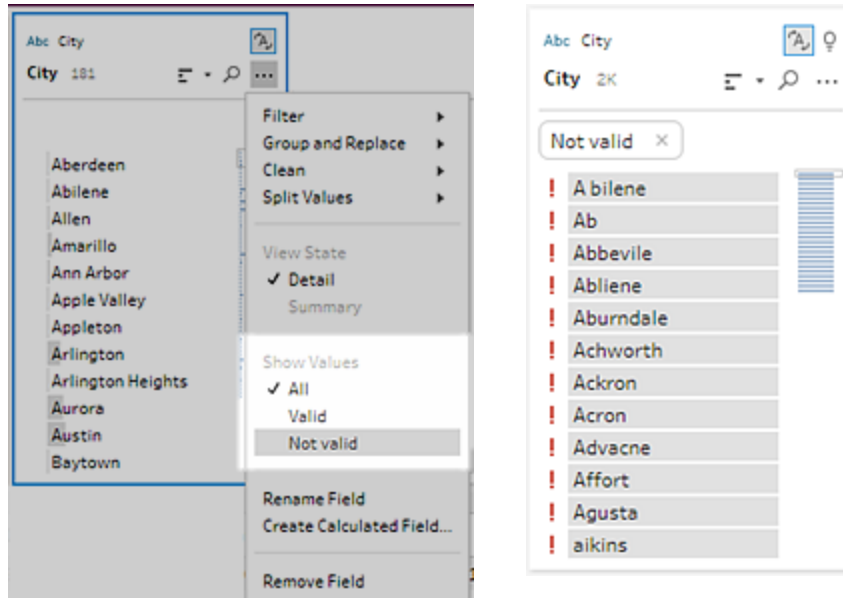 Abc City
City 181
Aberdeen
Abilene
Allen
Amarillo
Ann Arbor
Apple Valley
Appleton
Arlington
Arlington Heights
Aurora
Austin
Baytown
Filter
Group and Replace
Clean
Split Values
View State
✓ Detail
Summary
Show Values
✓ All
Valid
Not valid
Rename Field
Create Calculated Field...
Remove Field
Abc City
City 2K
Not valid ×
! A bilene
! Ab
! Abbevile
! Abliene
! Aburndale
! Achworth
! Ackron
! Acron
! Advacne
! Affort
! Agusta
! aikins